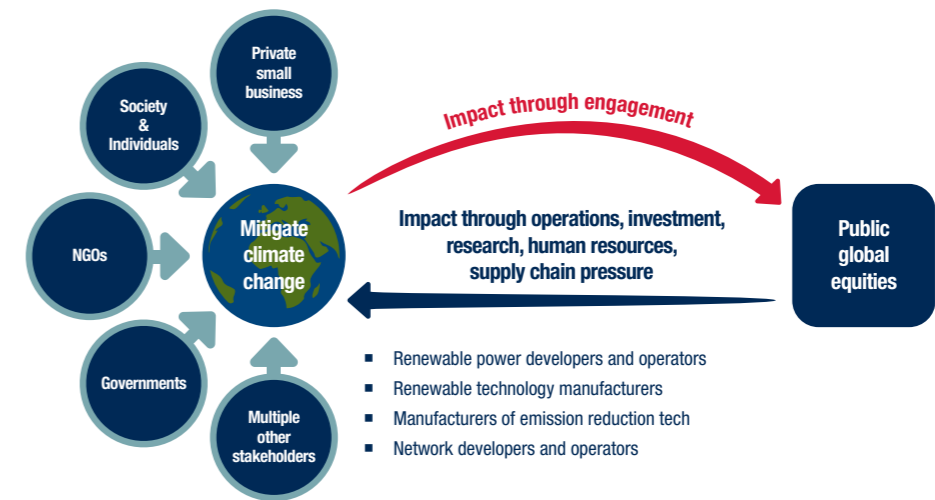 Private
small
business
Society
&
Individuals
NGOs
Governments
Multiple
other
stakeholders
Mitigate
climate
change
Impact through engagement
Impact through operations, investment,
research, human resources,
supply chain pressure
Public
global
equities
▪ Renewable power developers and operators
▪ Renewable technology manufacturers
▪ Manufacturers of emission reduction tech
▪ Network developers and operators